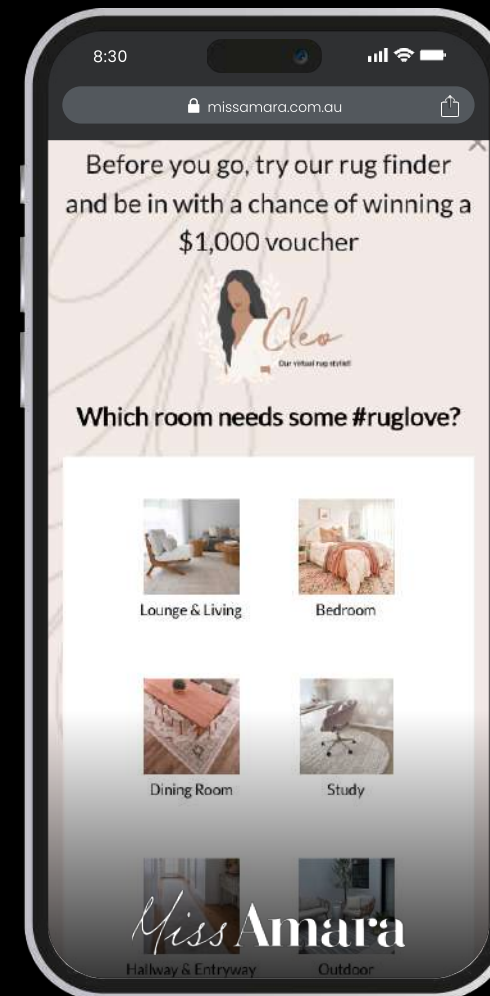 8:30
missamara.com.au
Before you go, try our rug finder
and be in with a chance of winning a
$1,000 voucher
Cleo
Our virtual rug stylist!
Which room needs some #ruglove?
Lounge & Living
Bedroom
Dining Room
Study
Miss Amara
Hallway & Entryway
Outdoor